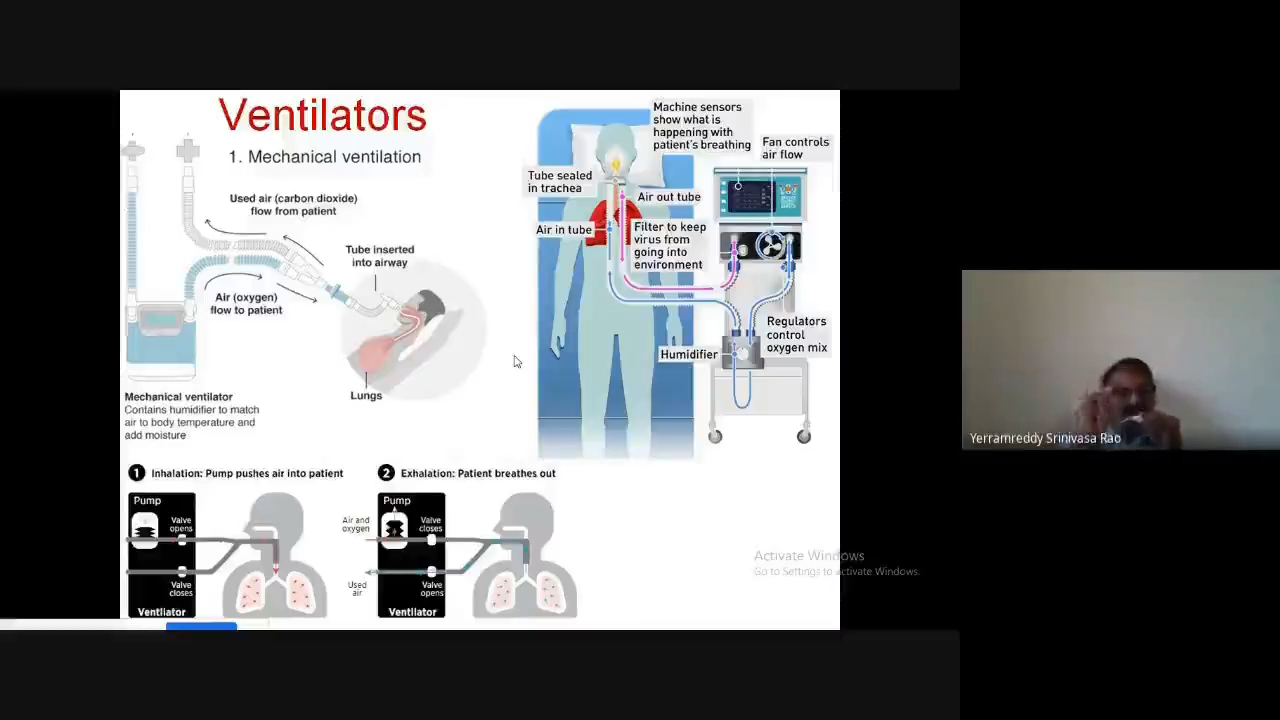 Ventilators
1. Mechanical ventilation
Used air (carbon dioxide)
flow from patient
Tube inserted
into airway
Air (oxygen)
flow to patient
Lungs
Mechanical ventilator
Contains humidifier to match
air to body temperature and
add moisture
Machine sensors
show what is
happening with
patient's breathing
Fan controls
air flow
Tube sealed
in trachea
Air out tube
Air in tube
Filter to keep
virus from
going into
environment
Regulators
control
oxygen mix
Humidifier
1 Inhalation: Pump pushes air into patient
Pump
Valve
opens
Valve
closes
Ventilator
2 Exhalation: Patient breathes out
Pump
Air and
oxygen
Valve
closes
Used
air
Valve
opens
Ventilator
Yerramreddy Srinivasa Rao
Activate Windows
Go to Settings to activate Windows.